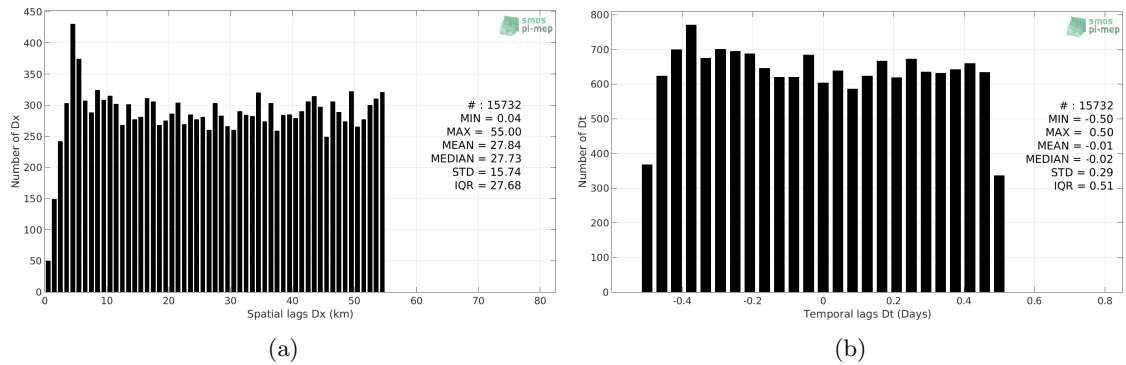 smos
pi-mep
450
400
350
300
250
200
150
100
50
0
Number of Dx
# : 15732
MIN = 0.04
MAX = 55.00
MEAN = 27.84
MEDIAN = 27.73
STD = 15.74
IQR = 27.68
0 10 20 30 40 50 60 70 80
Spatial lags Dx (km)
(a)
smos
pi-mep
800
700
600
500
400
300
200
100
0
Number of Dt
# : 15732
MIN = -0.50
MAX = 0.50
MEAN = -0.01
MEDIAN = -0.02
STD = 0.29
IQR = 0.51
-0.4 -0.2 0 0.2 0.4 0.6 0.8
Temporal lags Dt (Days)
(b)